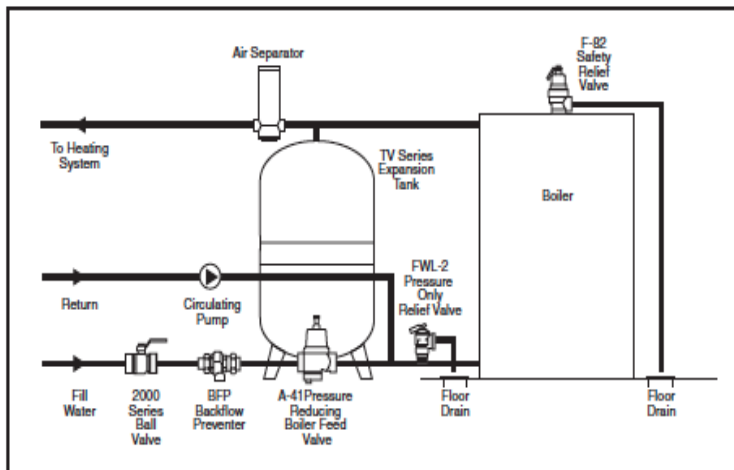 Air Separator
F-82
Safety
Relief
Valve
To Heating
System
TV Series
Expansion
Tank
Boiler
FWL-2
Pressure
Only
Relief Valve
Return
Circulating
Pump
Fill
Water
2000
Series
Ball
Valve
BFP
Backflow
Preventer
A-41Pressure
Reducing
Boiler Feed
Valve
Floor
Drain
Floor
Drain